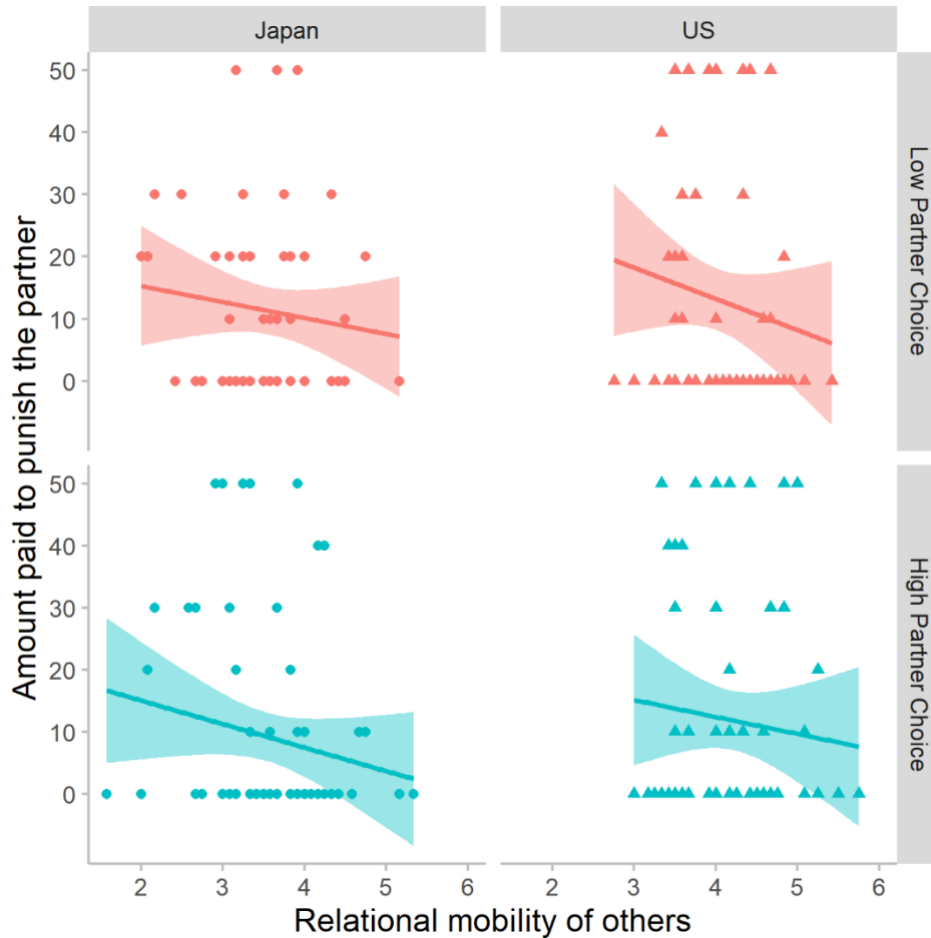 Japan
US
50
40
30
20
10
0
Low Partner Choice
50
40
30
20
10
0
High Partner Choice
Amount paid to punish the partner
2 3 4 5 6
2 3 4 5 6
Relational mobility of others